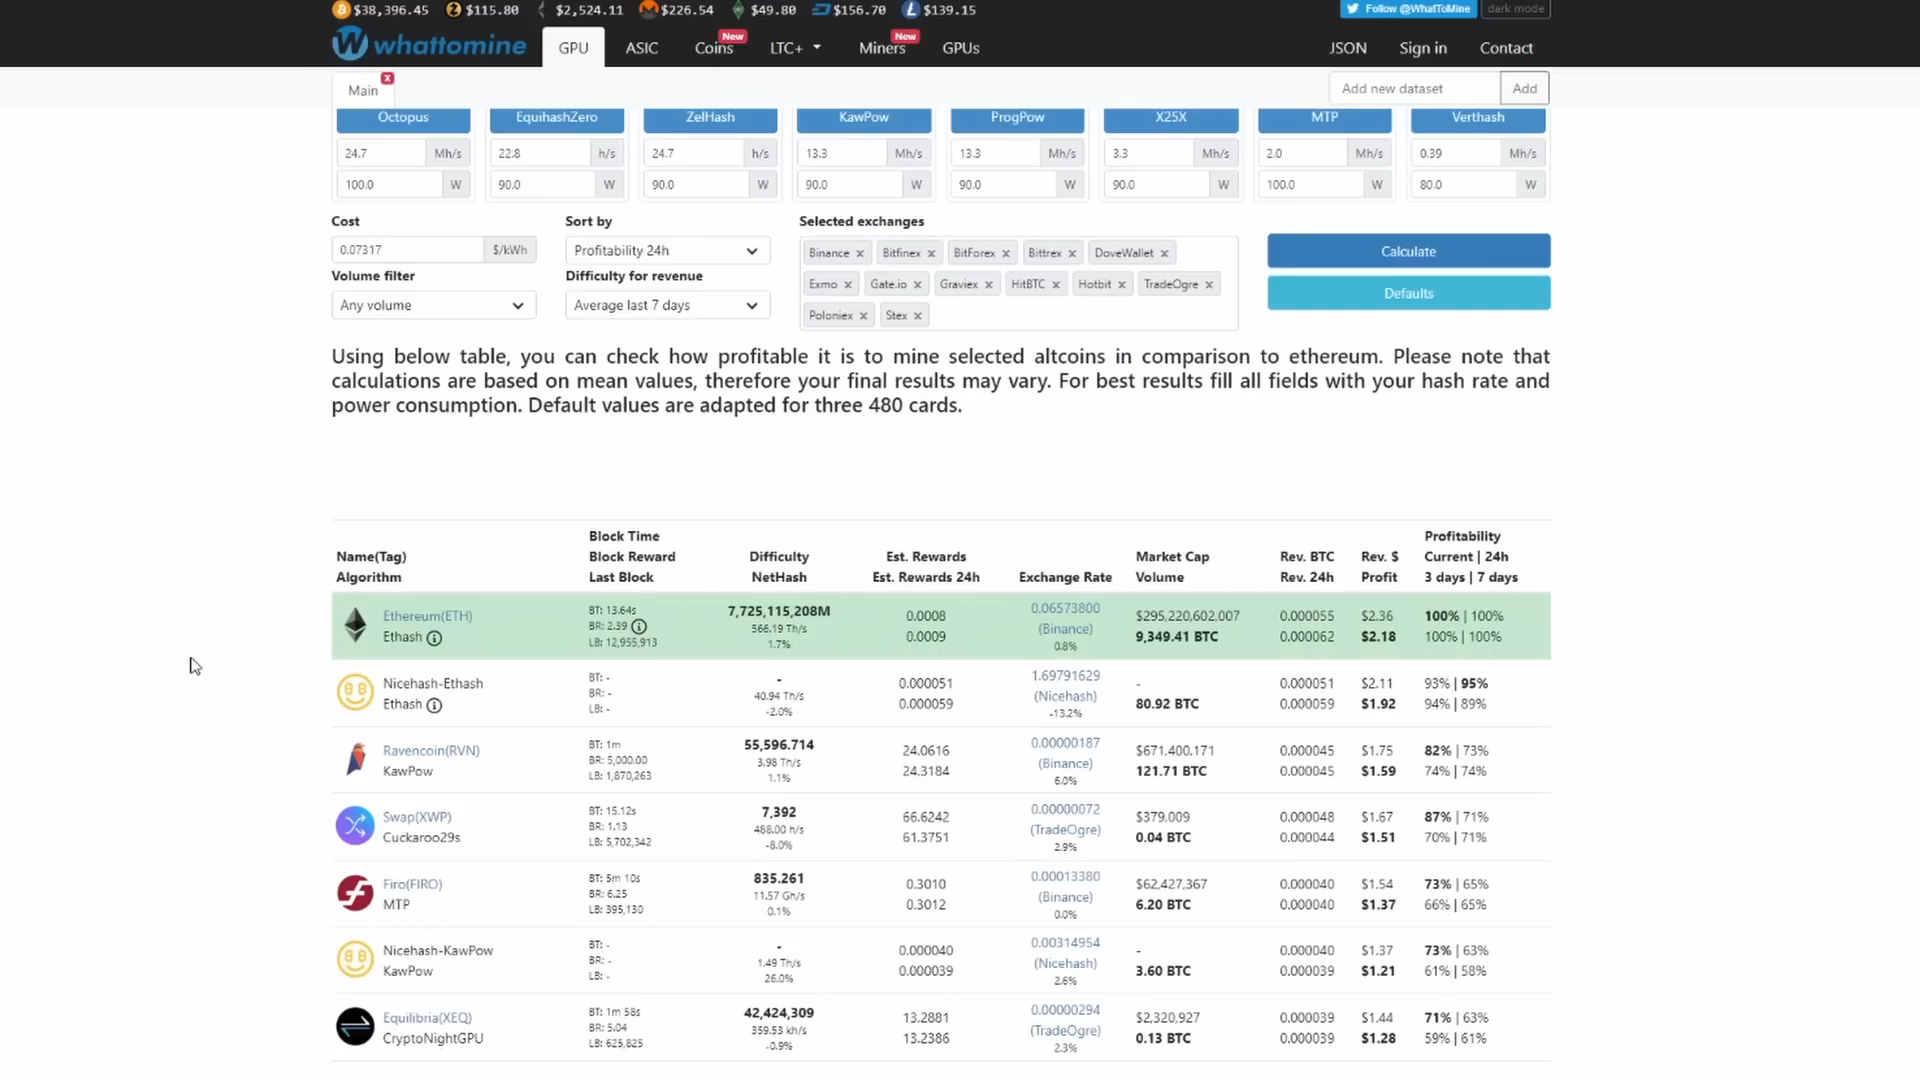 $38,396.45 $115.80 $2,524.11 $226.54 $49.80 $156.70 $139.15 Follow @WhatToMine dark mode
whattomine GPU ASIC Coins New LTC+ Miners New GPUs JSON Sign in Contact
Main x Add new dataset Add
Octopus EquihashZero ZelHash KawPow ProgPow X25X MTP Verthash
24.7 Mh/s 22.8 h/s 24.7 h/s 13.3 Mh/s 13.3 Mh/s 3.3 Mh/s 2.0 Mh/s 0.39 Mh/s
100.0 W 90.0 W 90.0 W 90.0 W 90.0 W 90.0 W 100.0 W 80.0 W
Cost Sort by Selected exchanges
0.07317 $/kWh Profitability 24h Binance × Bitfinex × BitForex × Bittrex × DoveWallet × Calculate
Volume filter Difficulty for revenue Exmo × Gate.io × Graviex × HitBTC × Hotbit × TradeOgre × Defaults
Any volume Average last 7 days Poloniex × Stex ×
Using below table, you can check how profitable it is to mine selected altcoins in comparison to ethereum. Please note that
calculations are based on mean values, therefore your final results may vary. For best results fill all fields with your hash rate and
power consumption. Default values are adapted for three 480 cards.
Block Time Profitability
Name(Tag) Block Reward Difficulty Est. Rewards Market Cap Rev. BTC Rev. $ Current | 24h
Algorithm Last Block NetHash Est. Rewards 24h Exchange Rate Volume Rev. 24h Profit 3 days | 7 days
Ethereum(ETH) BT: 13.64s 7,725,115,208M 0.0008 0.06573800 $295,220,602,007 0.000055 $2.36 100% | 100%
Ethash BR: 2.39 566.19 Th/s 0.0009 (Binance) 9,349.41 BTC 0.000062 $2.18 100% | 100%
LB: 12,955,913 1.7% 0.8%
Nicehash-Ethash BT: - - 0.000051 1.69791629 - 0.000051 $2.11 93% | 95%
Ethash BR: - 40.94 Th/s 0.000059 (Nicehash) 80.92 BTC 0.000059 $1.92 94% | 89%
LB: - -2.0% -13.2%
Ravencoin(RVN) BT: 1m 55,596.714 24.0616 0.00000187 $671,400,171 0.000045 $1.75 82% | 73%
KawPow BR: 5,000.00 3.98 Th/s 24.3184 (Binance) 121.71 BTC 0.000045 $1.59 74% | 74%
LB: 1,870,263 1.1% 6.0%
Swap(XWP) BT: 15.12s 7,392 66.6242 0.00000072 $379,009 0.000048 $1.67 87% | 71%
Cuckaroo29s BR: 1.13 488.00 h/s 61.3751 (TradeOgre) 0.04 BTC 0.000044 $1.51 70% | 71%
LB: 5,702,342 -8.0% 2.9%
Firo(FIRO) BT: 5m 10s 835.261 0.3010 0.00013380 $62,427,367 0.000040 $1.54 73% | 65%
MTP BR: 6.25 11.57 Gh/s 0.3012 (Binance) 6.20 BTC 0.000040 $1.37 66% | 65%
LB: 395,130 0.1% 0.0%
Nicehash-KawPow BT: - - 0.000040 0.00314954 - 0.000040 $1.37 73% | 63%
KawPow BR: - 1.49 Th/s 0.000039 (Nicehash) 3.60 BTC 0.000039 $1.21 61% | 58%
LB: - 26.0% 2.6%
Equilibria(XEQ) BT: 1m 58s 42,424,309 13.2881 0.00000294 $2,320,927 0.000039 $1.44 71% | 63%
CryptoNightGPU BR: 5.04 359.53 kh/s 13.2386 (TradeOgre) 0.13 BTC 0.000039 $1.28 59% | 61%
LB: 625,825 -0.9% 2.3%